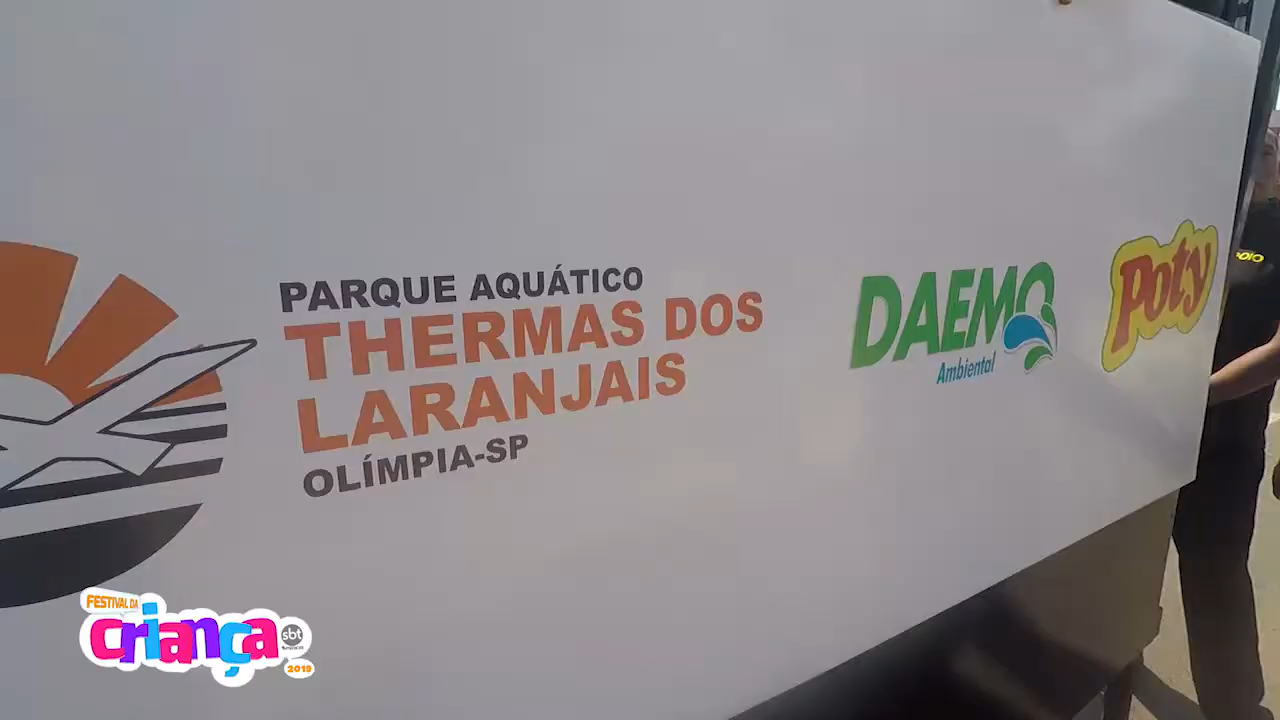 PARQUE AQUÁTICO
THERMAS DOS
LARANJAIS
OLÍMPIA-SP
DAEMO
Ambiental
Poty
FESTIVAL DA
criança
sbt
2019